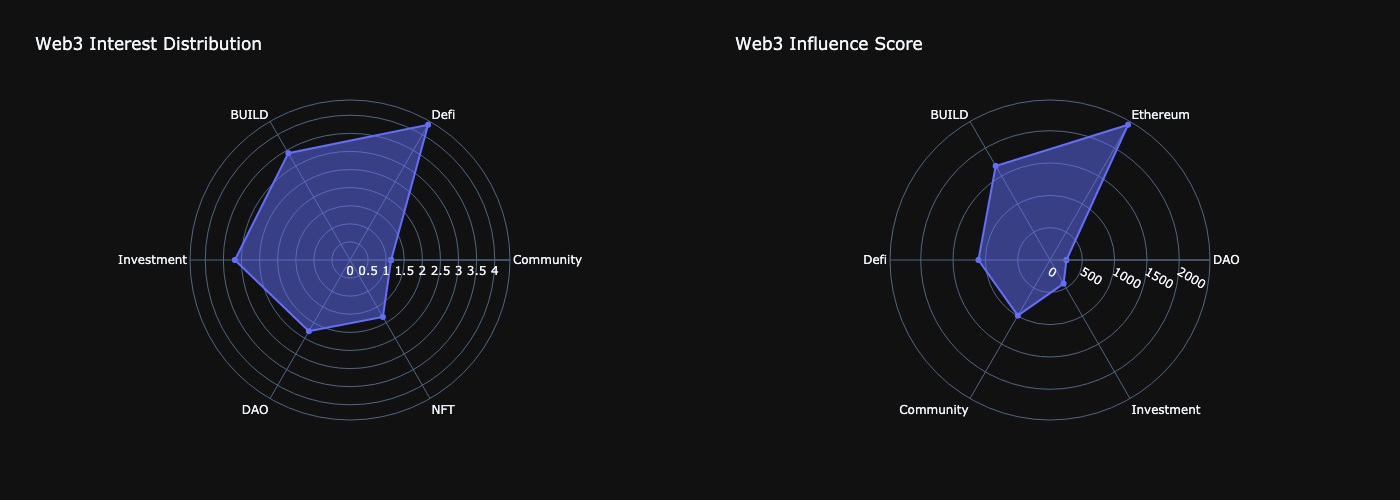 Web3 Interest Distribution
BUILD
Defi
Investment
Community
0 0.5 1 1.5 2 2.5 3 3.5 4
DAO
NFT
Web3 Influence Score
BUILD
Ethereum
Defi
DAO
0 500 1000 1500 2000
Community
Investment